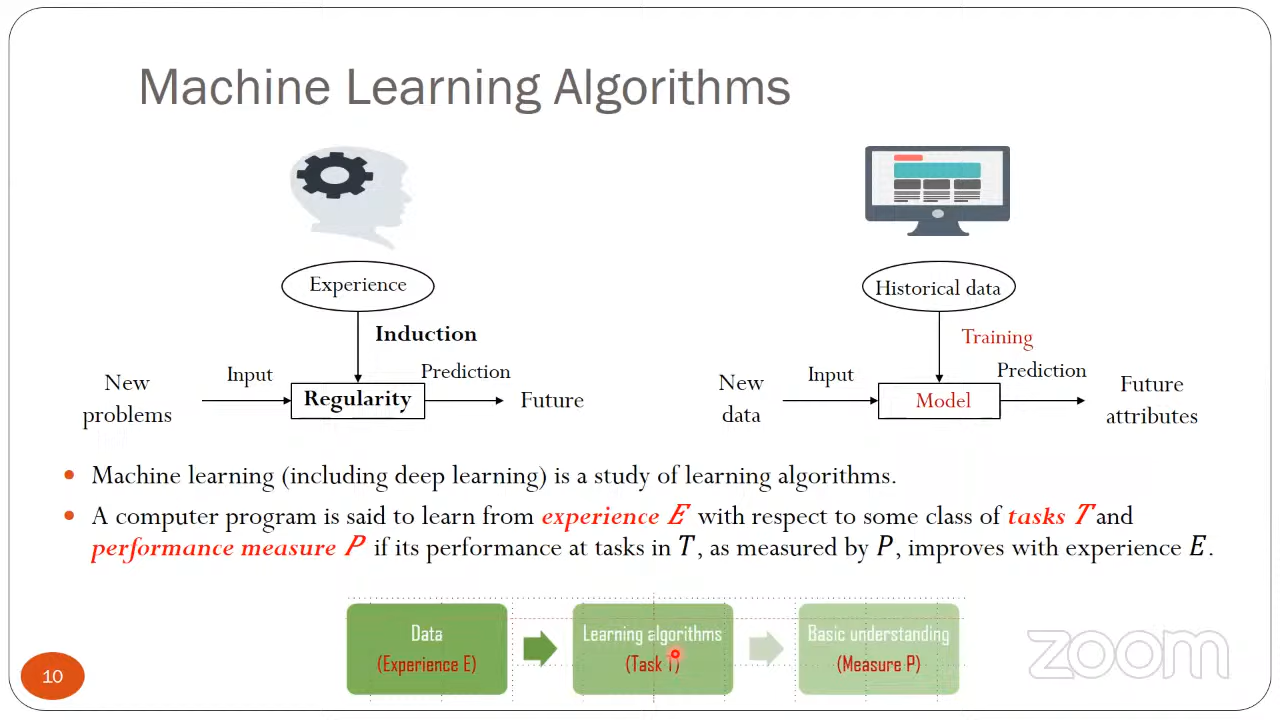 Machine Learning Algorithms
Experience
Induction
New problems
Input
Regularity
Prediction
Future
Historical data
Training
New data
Input
Model
Prediction
Future attributes
Machine learning (including deep learning) is a study of learning algorithms.
A computer program is said to learn from experience E with respect to some class of tasks T and
performance measure P if its performance at tasks in T, as measured by P, improves with experience E.
Data
(Experience E)
Learning algorithms
(Task T)
Basic understanding
(Measure P)
10
zoom